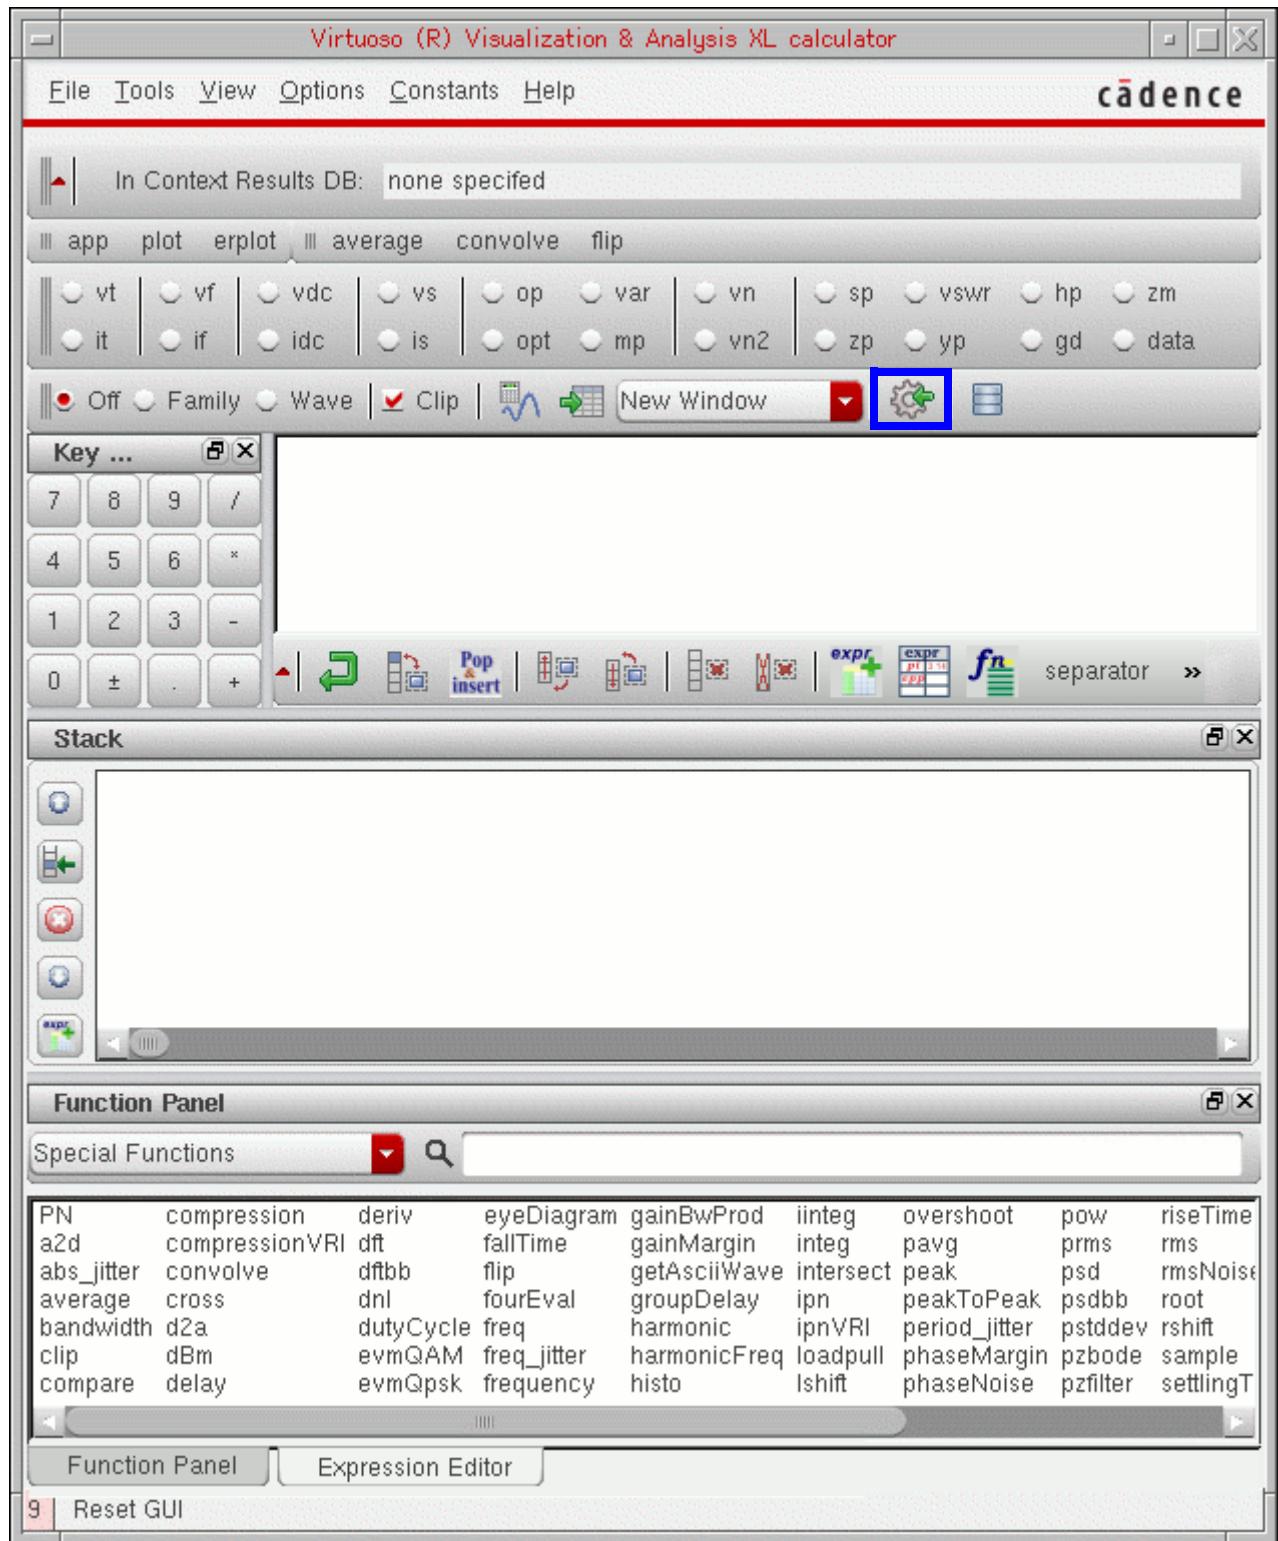 Virtuoso (R) Visualization & Analysis XL calculator
File Tools View Options Constants Help cādence
In Context Results DB: none specifed
app plot erplot average convolve flip
vt vf vdc vs op var vn sp vswr hp zm
it if idc is opt mp vn2 zp yp gd data
Off Family Wave Clip New Window
Key ...
7 8 9 /
4 5 6 *
1 2 3 -
0 ± . +
Pop & insert expr expr fn separator »
Stack
expr
Function Panel
Special Functions
PN compression deriv eyeDiagram gainBwProd iinteg overshoot pow riseTime
a2d compressionVRI dft fallTime gainMargin integ pavg prms rms
abs_jitter convolve dftbb flip getAsciiWave intersect peak psd rmsNoise
average cross dnl fourEval groupDelay ipn peakToPeak psdbb root
bandwidth d2a dutyCycle freq harmonic ipnVRI period_jitter pstddev rshift
clip dBm evmQAM freq_jitter harmonicFreq loadpull phaseMargin pzbode sample
compare delay evmQpsk frequency histo lshift phaseNoise pzfilter settlingT
Function Panel Expression Editor
9 Reset GUI